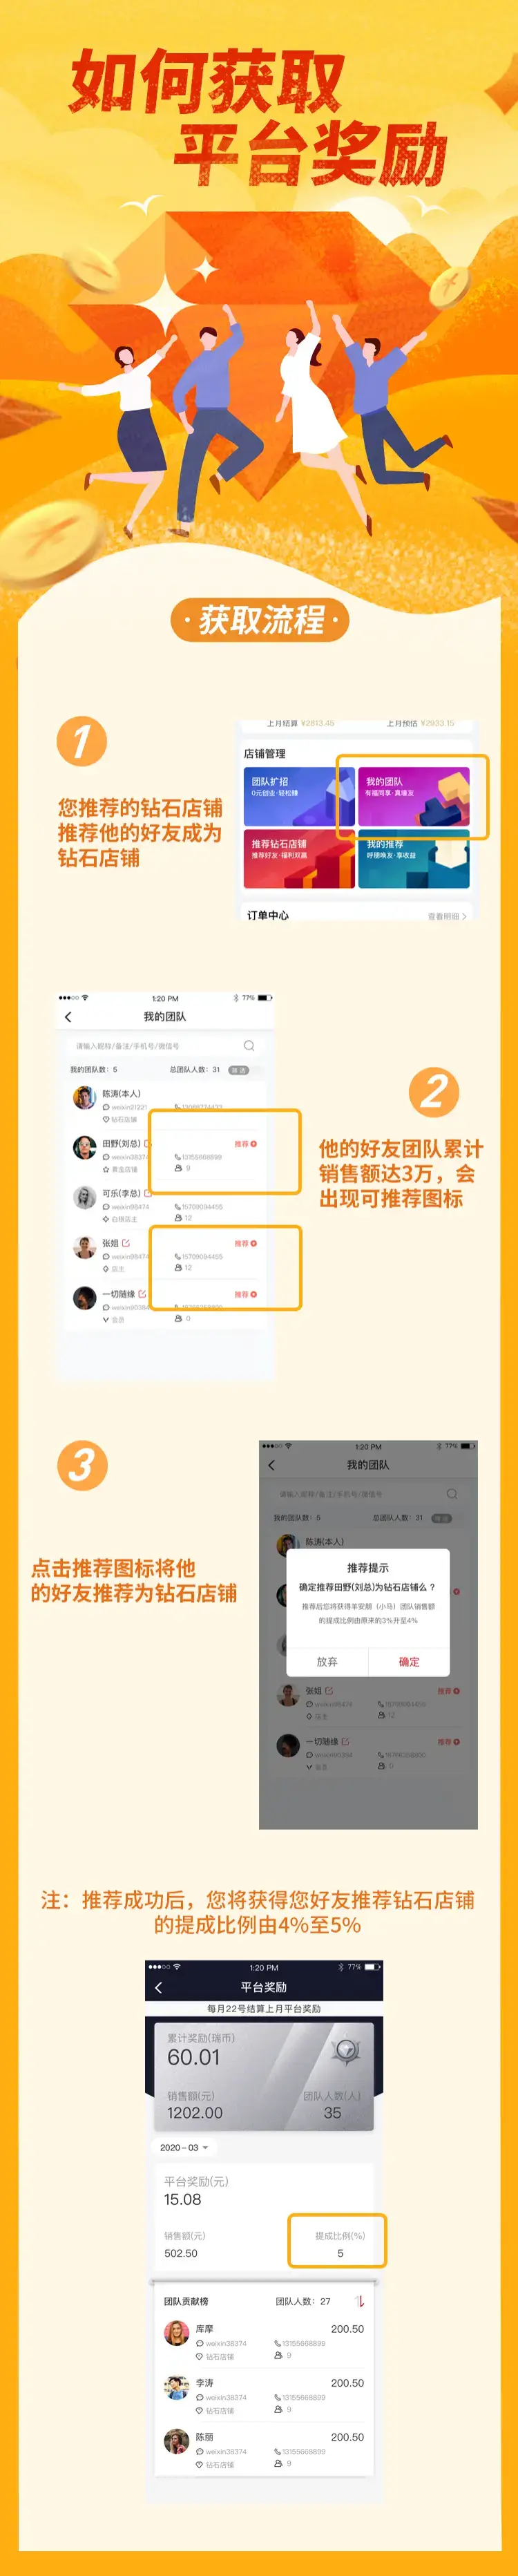 如何获取
平台奖励
·获取流程·
1
您推荐的钻石店铺
推荐他的好友成为
钻石店铺
上月结算 ¥2813.45
上月预估 ¥2933.15
店铺管理
团队扩招
0元创业·轻松赚
我的团队
有福同享·真壕友
推荐钻石店铺
推荐好友·福利双赢
我的推荐
呼朋唤友·享收益
订单中心
查看明细 >
1:20 PM
77%
我的团队
请输入昵称/备注/手机号/微信号
我的团队数：5
总团队人数：31
陈涛(本人)
weixin21221
钻石店铺
田野(刘总)
推荐
weixin38374
13155668899
黄金店铺
9
可乐(李总)
weixin98474
15709094455
白银店主
12
张姐
推荐
weixin98474
15709094455
店主
12
一切随缘
推荐
weixin90384
会员
0
2
他的好友团队累计
销售额达3万，会
出现可推荐图标
3
点击推荐图标将他
的好友推荐为钻石店铺
1:20 PM
77%
我的团队
请输入昵称/备注/手机号/微信号
总团队人数：31
陈涛(本人)
推荐提示
确定推荐田野(刘总)为钻石店铺么？
推荐后您将获得羊安朋（小马）团队销售额
的提成比例由原来的3%升至4%
放弃
确定
张姐
推荐
weixin98474
15709094455
店主
12
一切随缘
推荐
会员
0
注：推荐成功后，您将获得您好友推荐钻石店铺
的提成比例由4%至5%
1:20 PM
77%
平台奖励
每月22号结算上月平台奖励
累计奖励(瑞币)
60.01
销售额(元)
团队人数(人)
1202.00
35
2020－03
平台奖励(元)
15.08
销售额(元)
提成比例(%)
502.50
5
团队贡献榜
团队人数：27
库摩
200.50
weixin38374
13155668899
钻石店铺
9
李涛
200.50
weixin38374
13155668899
钻石店铺
9
陈丽
200.50
weixin38374
13155668899
钻石店铺
9